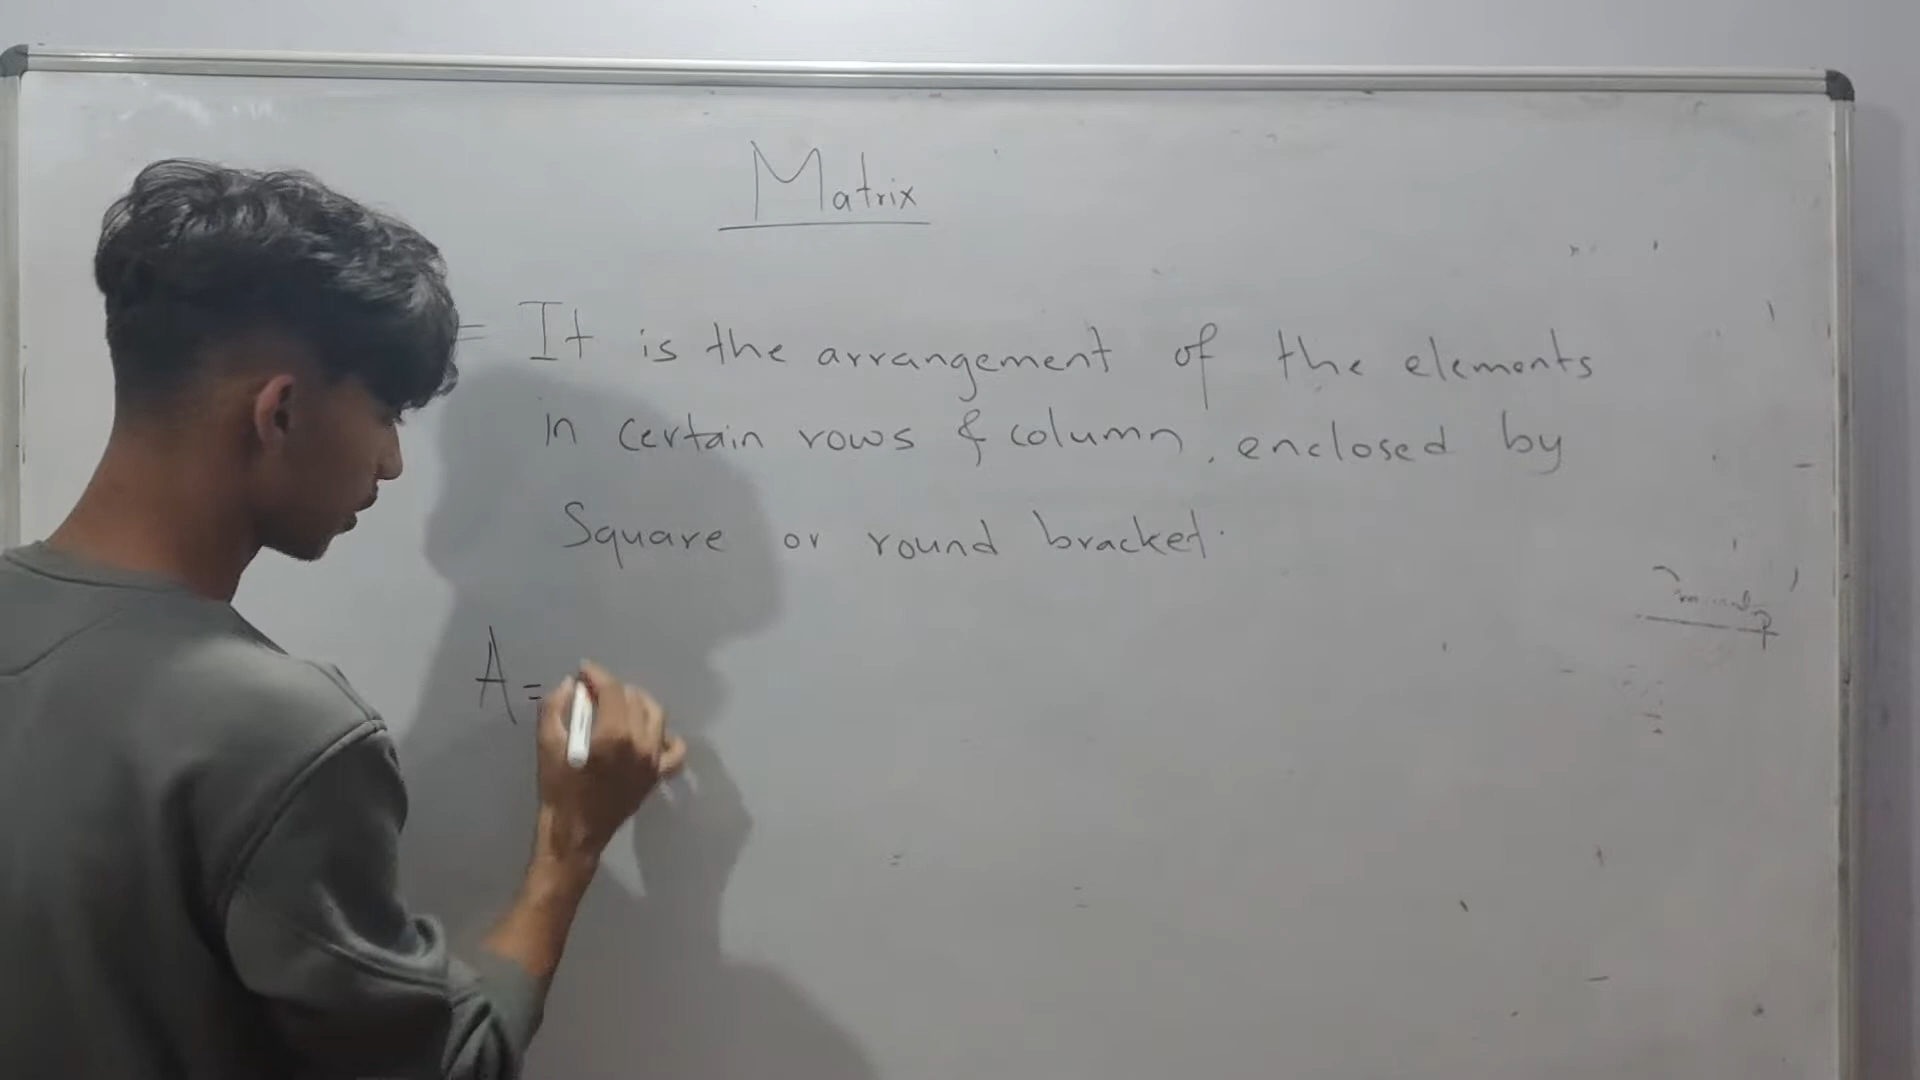 Matrix
= It is the arrangement of the elements
in certain rows & column, enclosed by
Square or round bracket.
A =